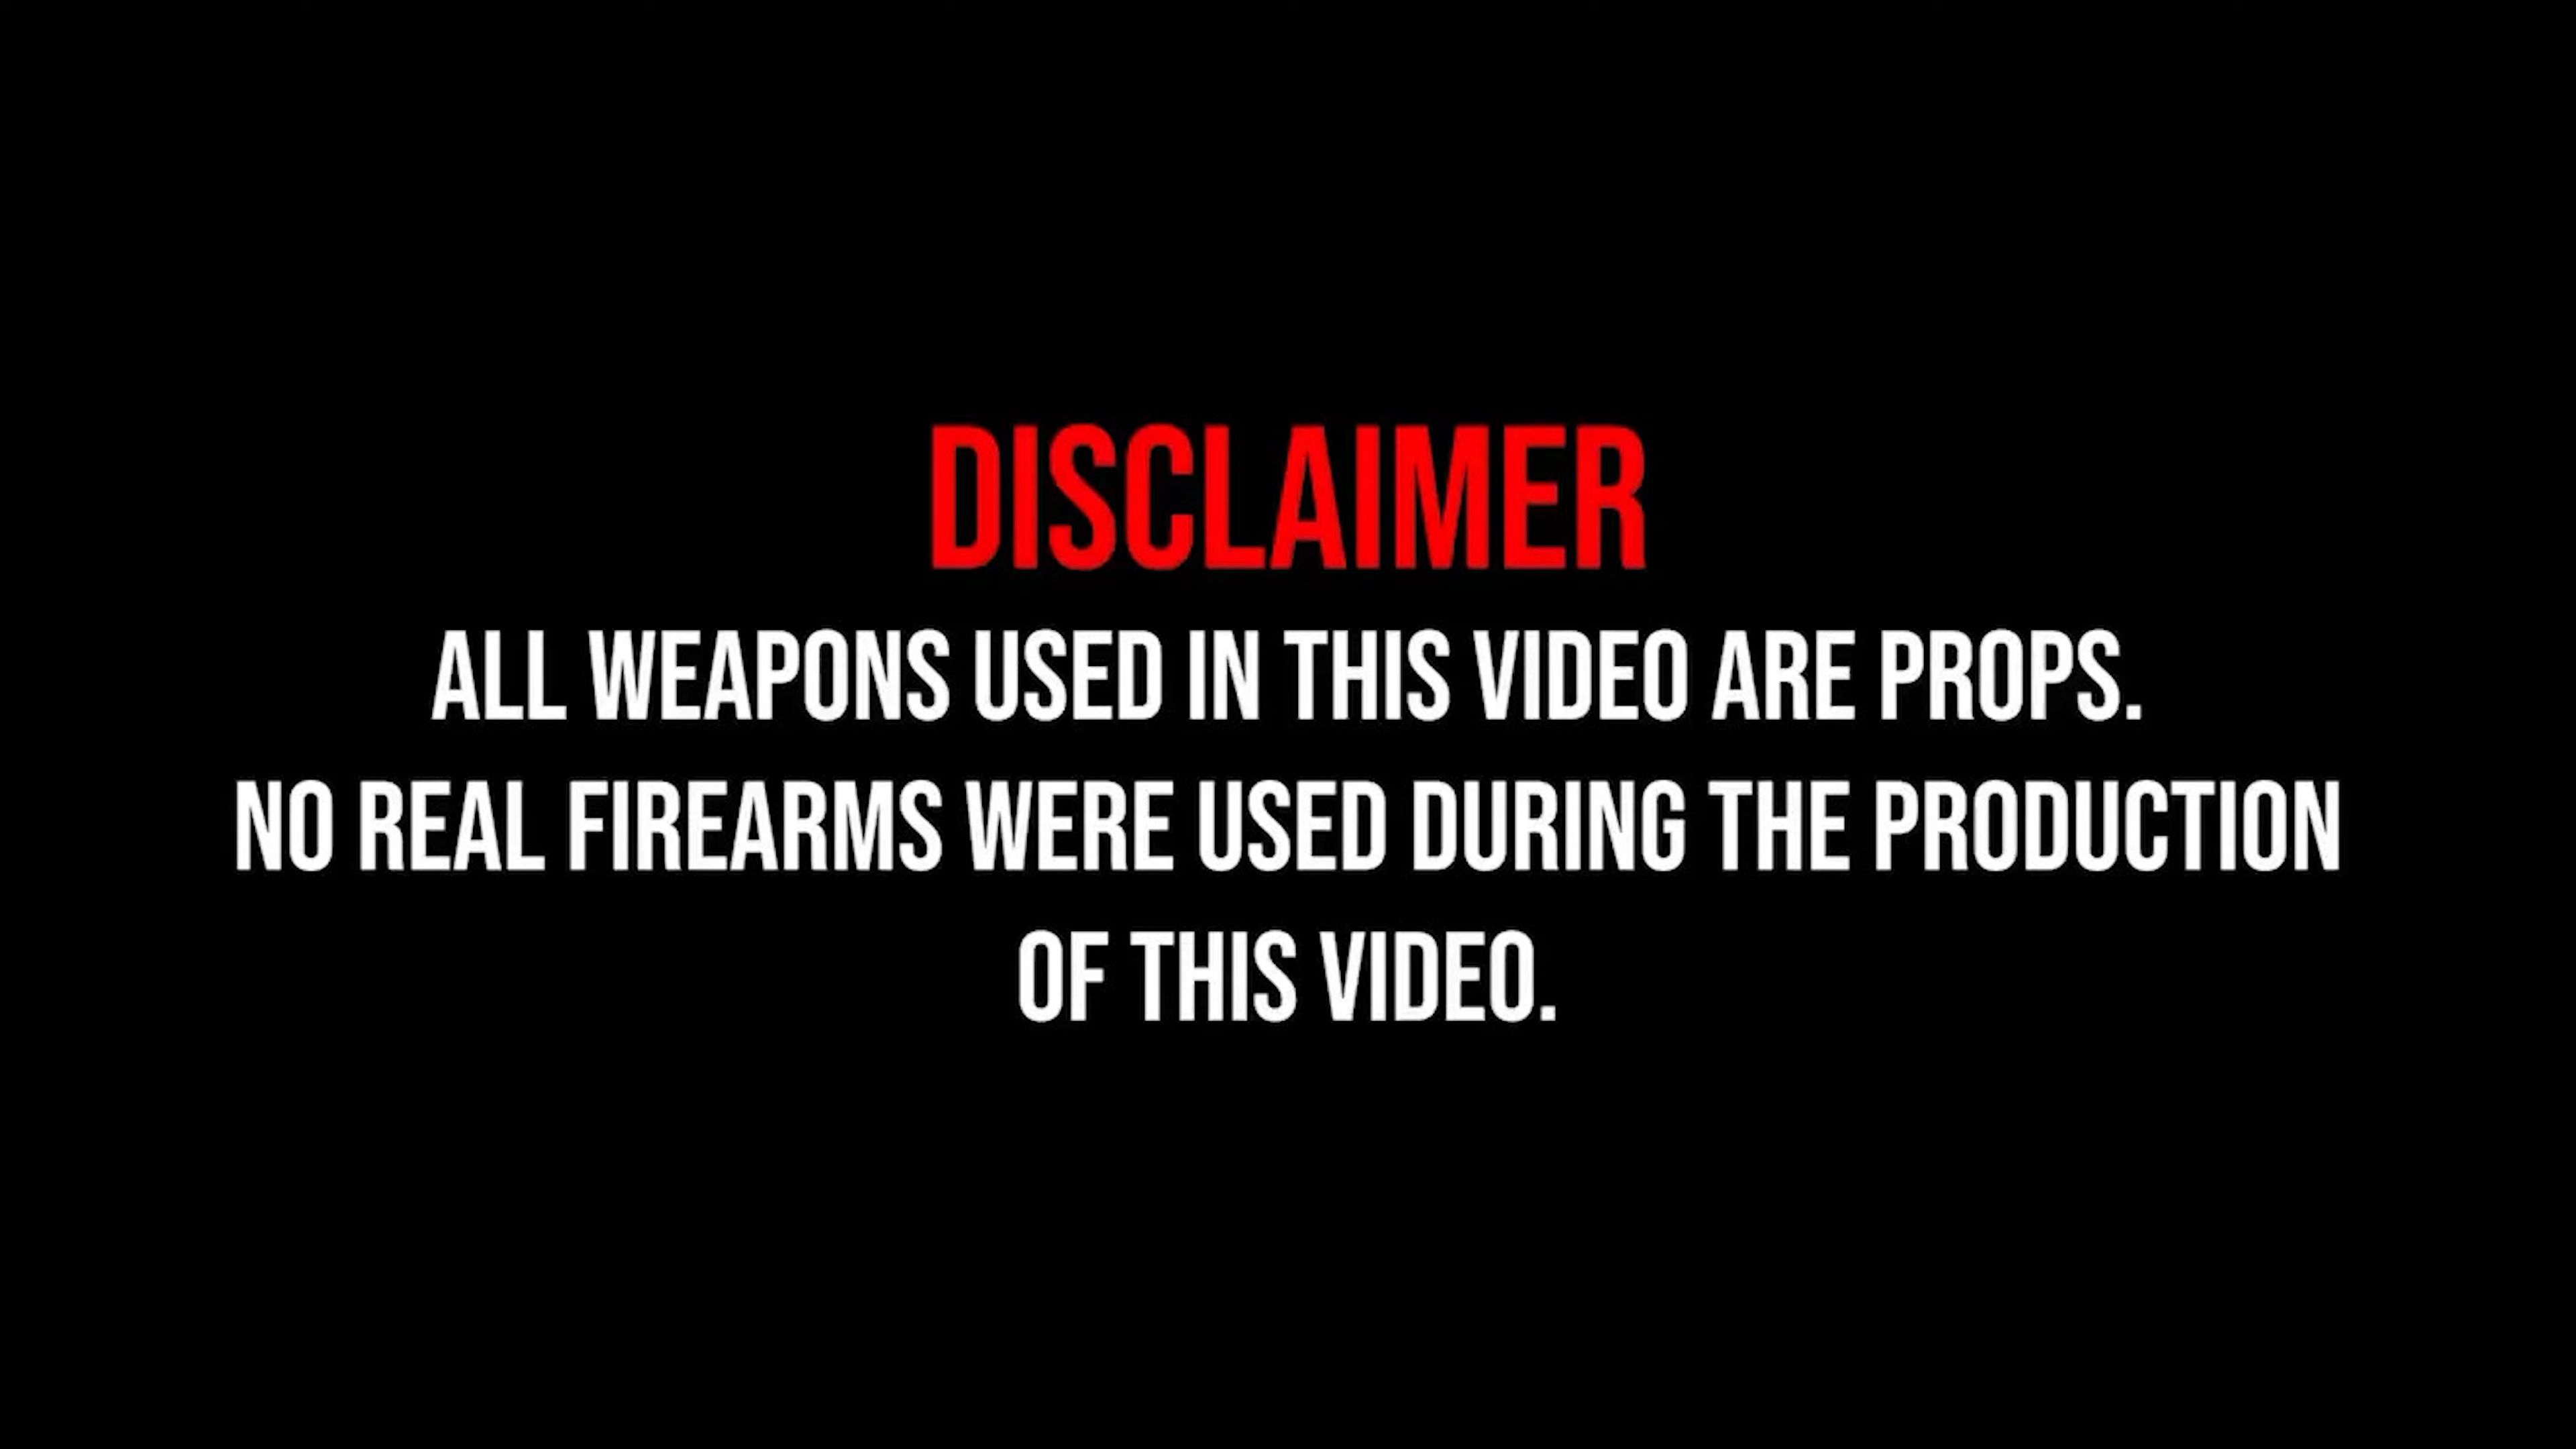 DISCLAIMER
ALL WEAPONS USED IN THIS VIDEO ARE PROPS.
NO REAL FIREARMS WERE USED DURING THE PRODUCTION
OF THIS VIDEO.